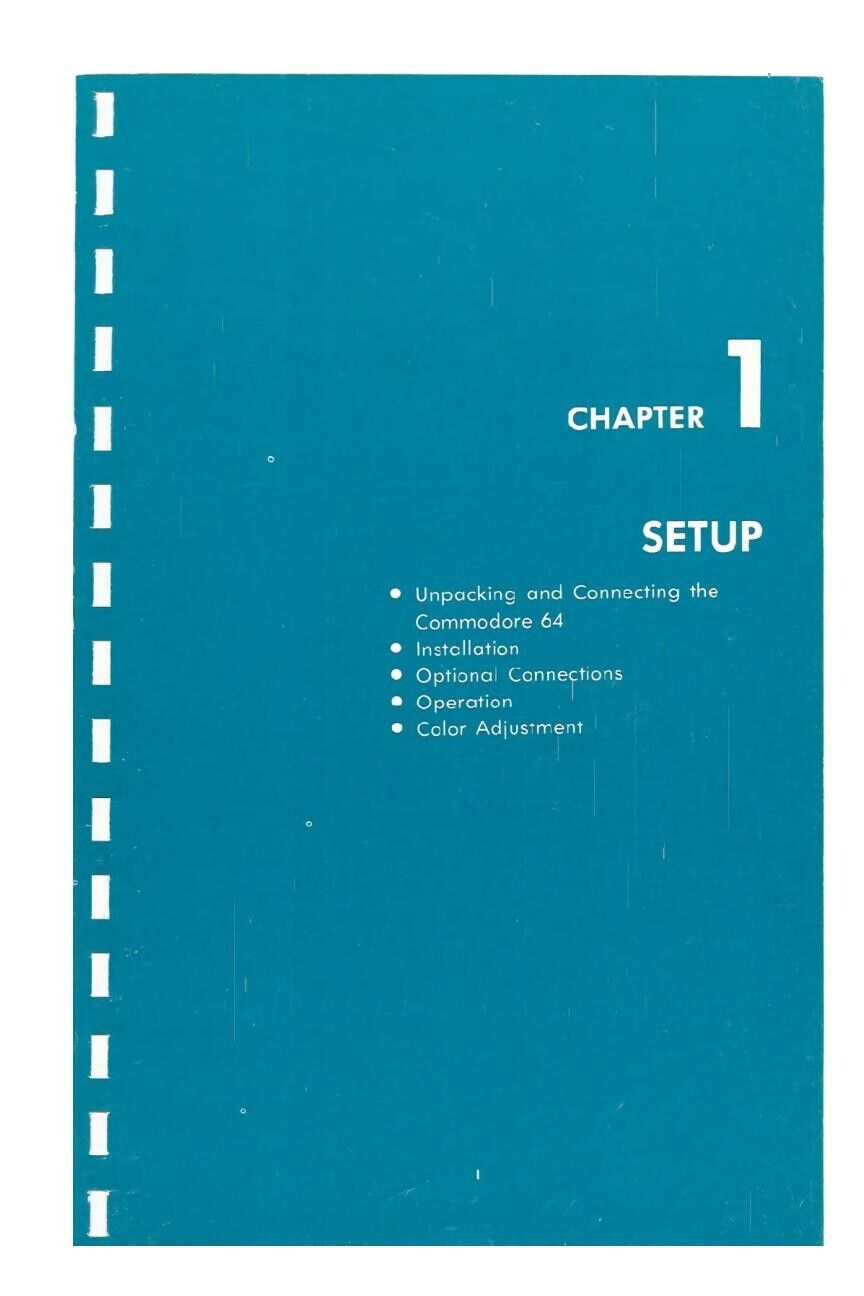 CHAPTER 1
SETUP
• Unpacking and Connecting the
Commodore 64
• Installation
• Optional Connections
• Operation
• Color Adjustment
1